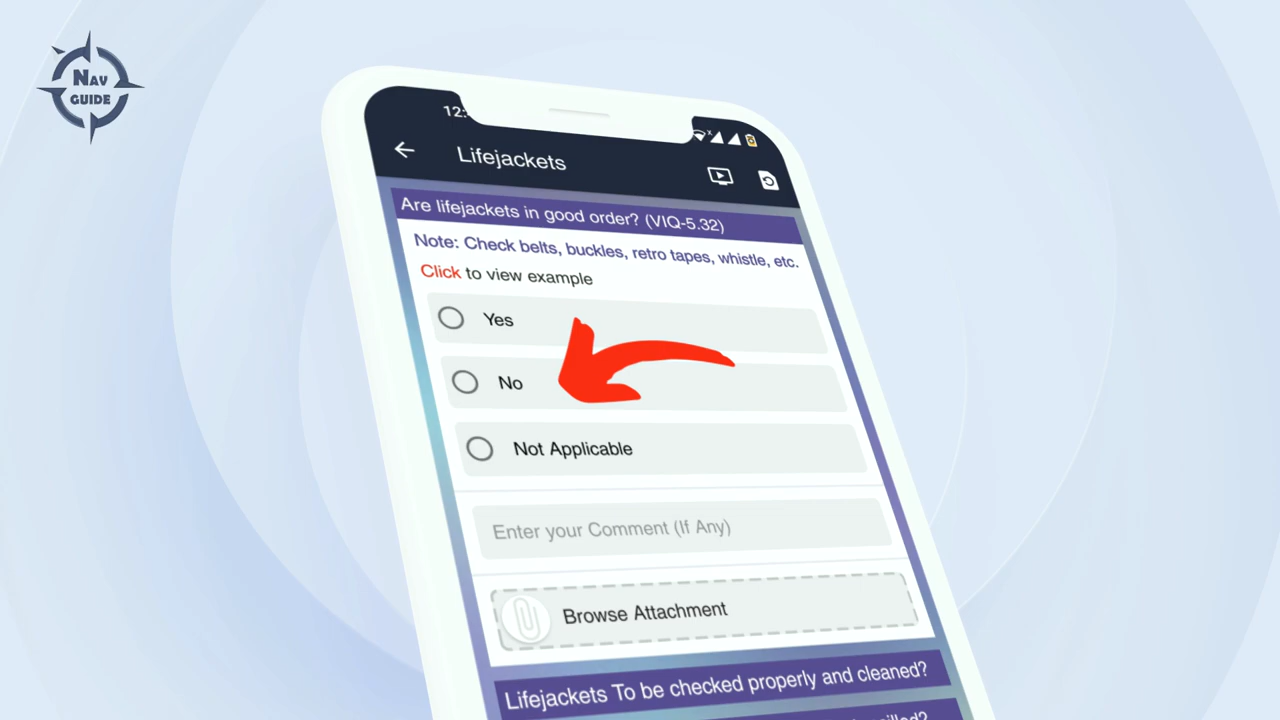 NAV
GUIDE
12:
Lifejackets
Are lifejackets in good order? (VIQ-5.32)
Note: Check belts, buckles, retro tapes, whistle, etc.
Click to view example
Yes
No
Not Applicable
Enter your Comment (If Any)
Browse Attachment
Lifejackets To be checked properly and cleaned?